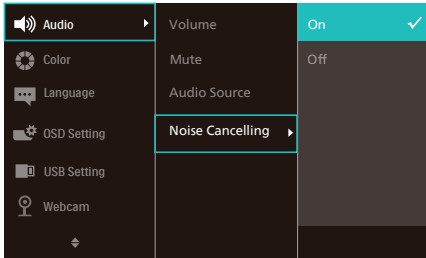 Audio
Color
Language
OSD Setting
USB Setting
Webcam
Volume
Mute
Audio Source
Noise Cancelling
On
Off